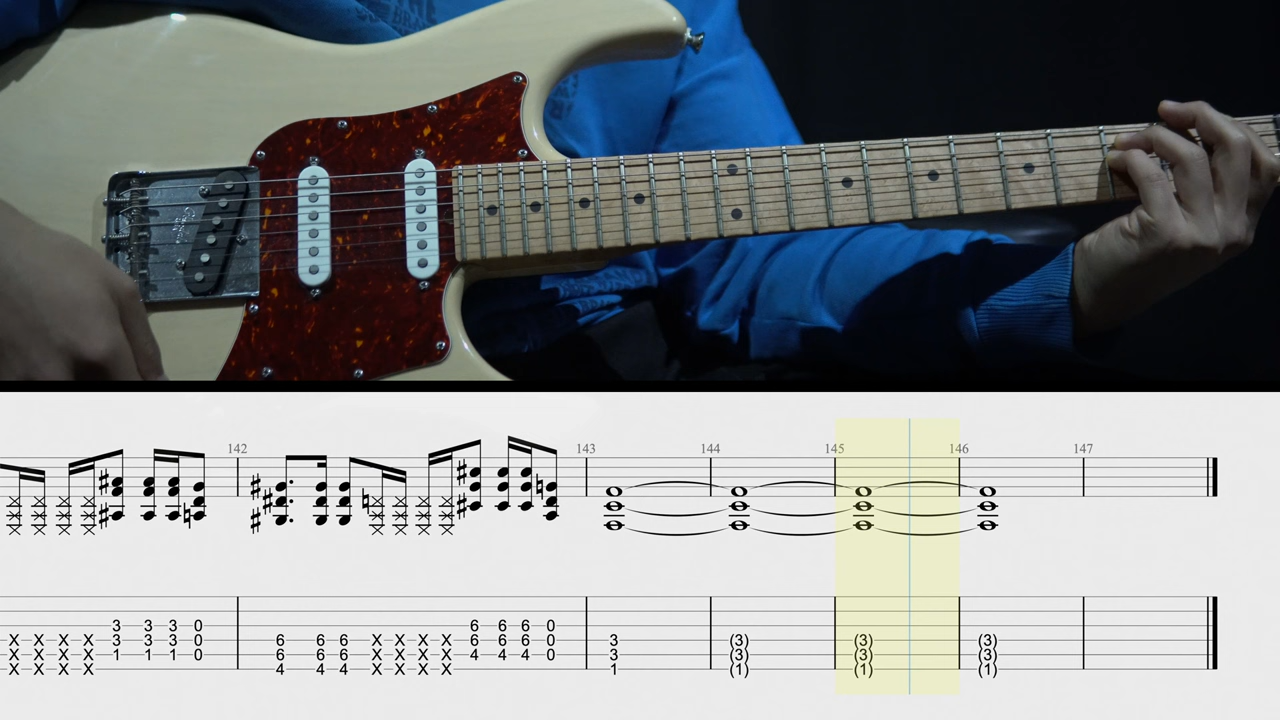 142 143 144 145 146 147
3 3 3 0 6 6 6 0
X X X X 3 3 3 0 6 6 6 X X X X 6 6 6 0 3 (3) (3) (3)
X X X X 1 1 1 0 6 6 6 X X X X 4 4 4 0 3 (3) (3) (3)
X X X X 4 4 4 X X X X 1 (1) (1) (1)